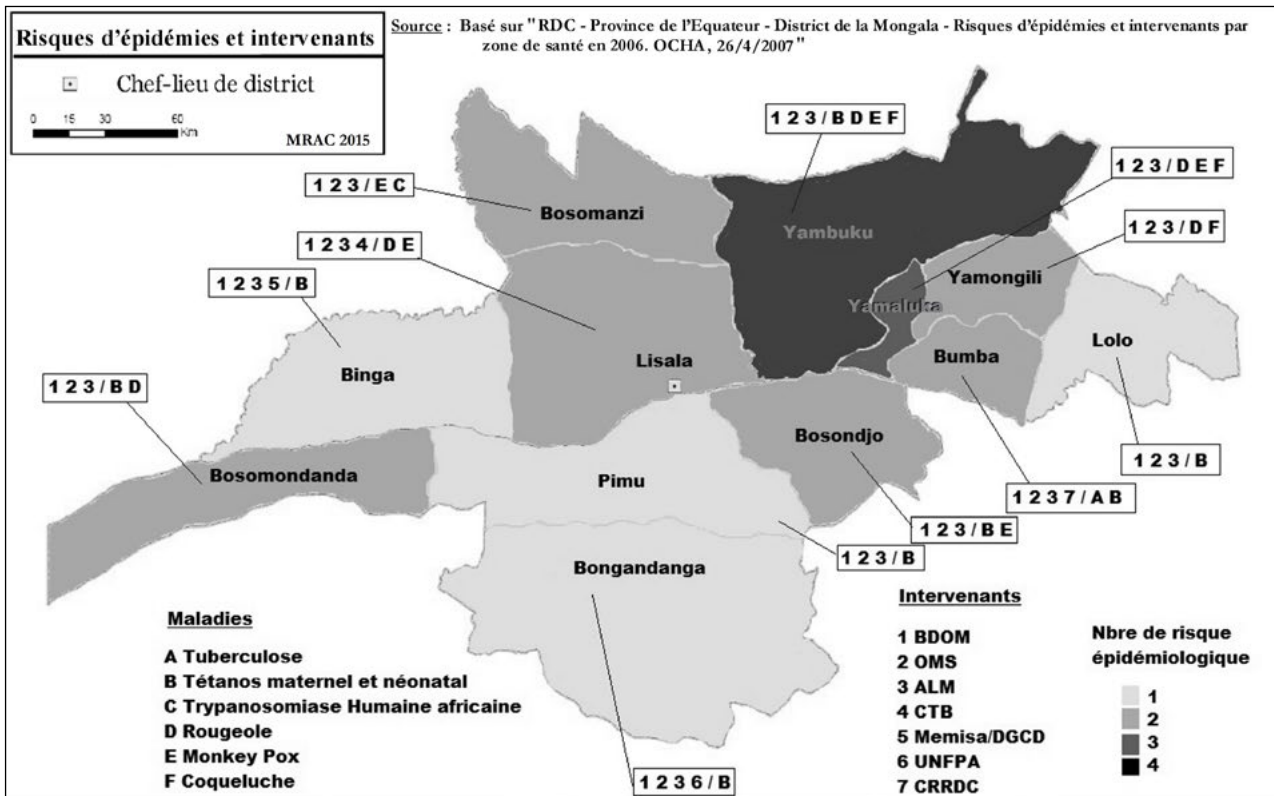 Risques d'épidémies et intervenants
Chef-lieu de district
0 15 30 60
Km
MRAC 2015
Source : Basé sur "RDC - Province de l'Equateur - District de la Mongala - Risques d'épidémies et intervenants par
zone de santé en 2006. OCHA, 26/4/2007"
1 2 3 / B D E F
1 2 3 / D E F
1 2 3 / E C
Bosomanzi
1 2 3 / D F
Yambuku
1 2 3 4 / D E
Yamongili
1 2 3 5 / B
Yamaluka
Lolo
Bumba
Lisala
Binga
1 2 3 / B D
Bosondjo
1 2 3 / B
Bosomondanda
Pimu
1 2 3 7 / A B
1 2 3 / B E
1 2 3 / B
Bongandanga
Maladies
A Tuberculose
B Tétanos maternel et néonatal
C Trypanosomiase Humaine africaine
D Rougeole
E Monkey Pox
F Coqueluche
1 2 3 6 / B
Intervenants
1 BDOM
2 OMS
3 ALM
4 CTB
5 Memisa/DGCD
6 UNFPA
7 CRRDC
Nbre de risque
épidémiologique
1
2
3
4